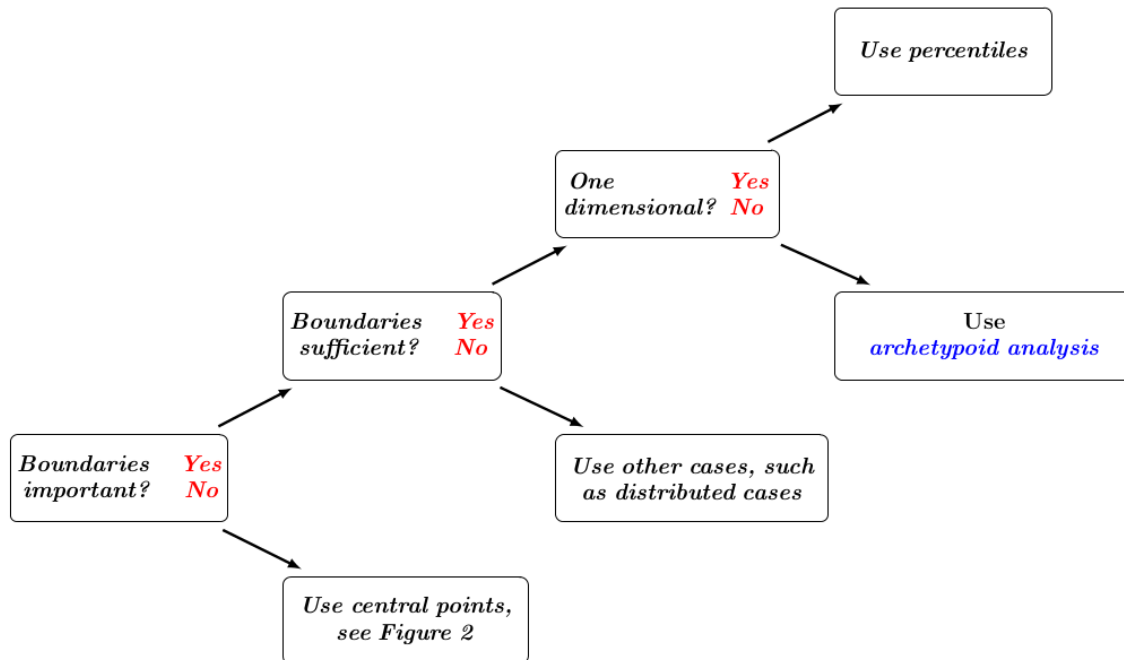 Use percentiles
One Yes
dimensional? No
Boundaries Yes
sufficient? No
Use
archetypoid analysis
Boundaries Yes
important? No
Use other cases, such
as distributed cases
Use central points,
see Figure 2